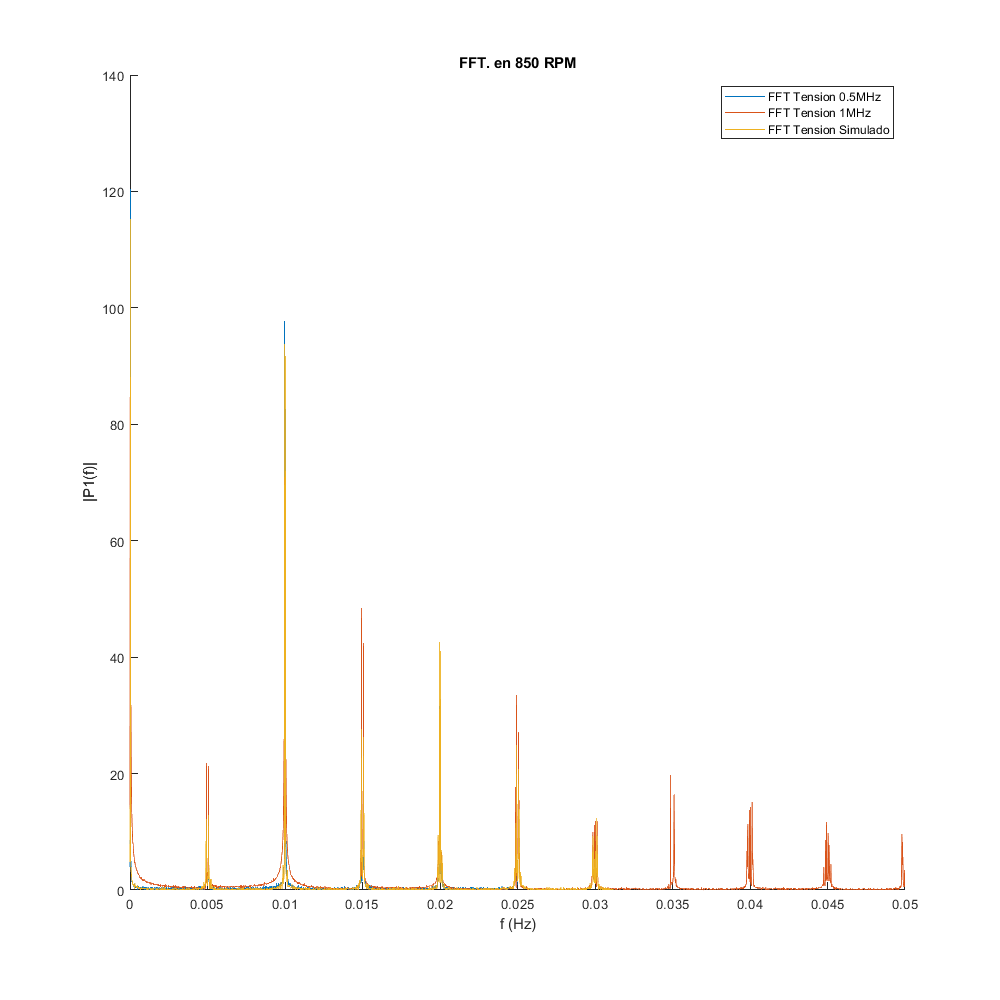 FFT. en 850 RPM
FFT Tension 0.5MHz
FFT Tension 1MHz
FFT Tension Simulado
140
120
100
80
60
40
20
0
|P1(f)|
0 0.005 0.01 0.015 0.02 0.025 0.03 0.035 0.04 0.045 0.05
f (Hz)